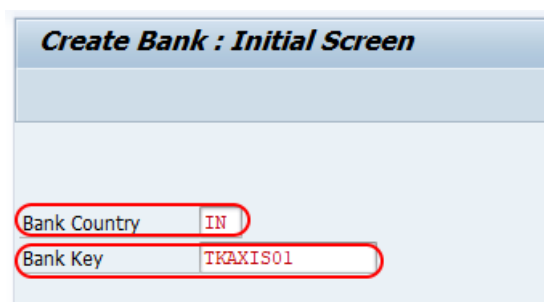 Create Bank : Initial Screen
Bank Country IN
Bank Key TKAXIS01